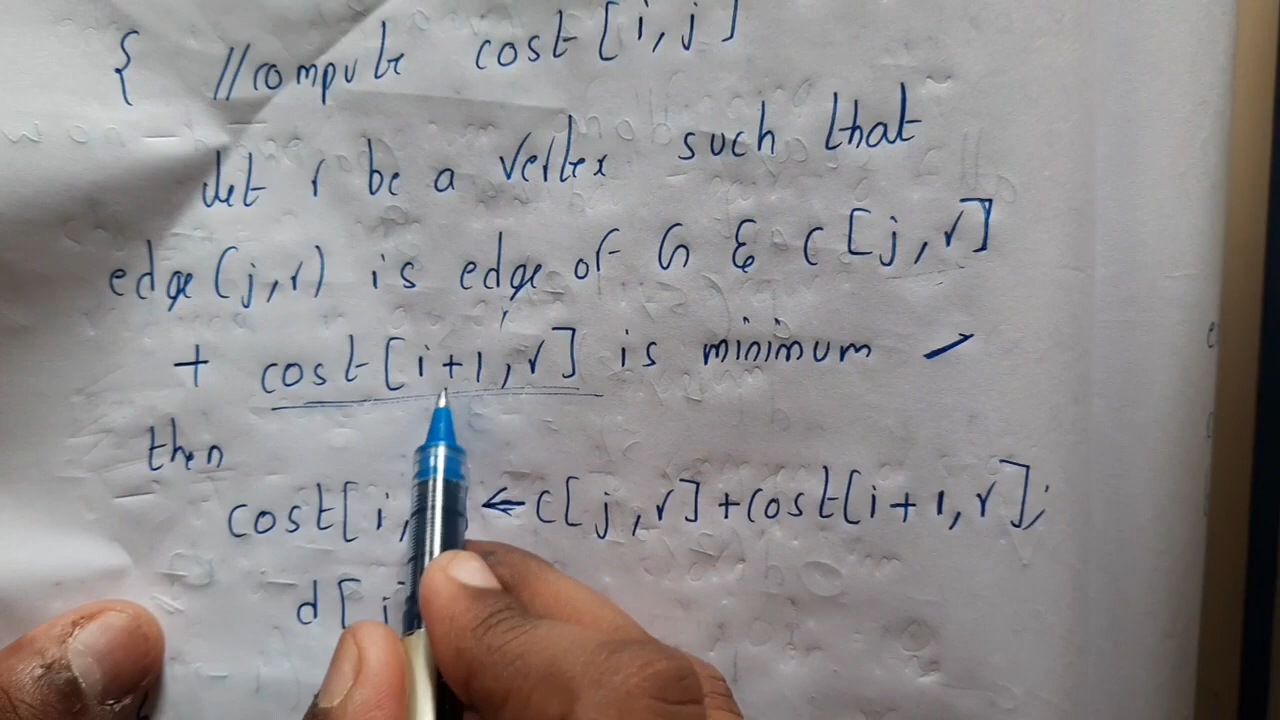 { //compute cost[i,j]
Let r be a vertex such that
edge(j,r) is edge of G & C[j,r]
+ cost[i+1,r] is minimum
then
cost[i, ] ← C[j,r]+cost[i+1,r];
d[i